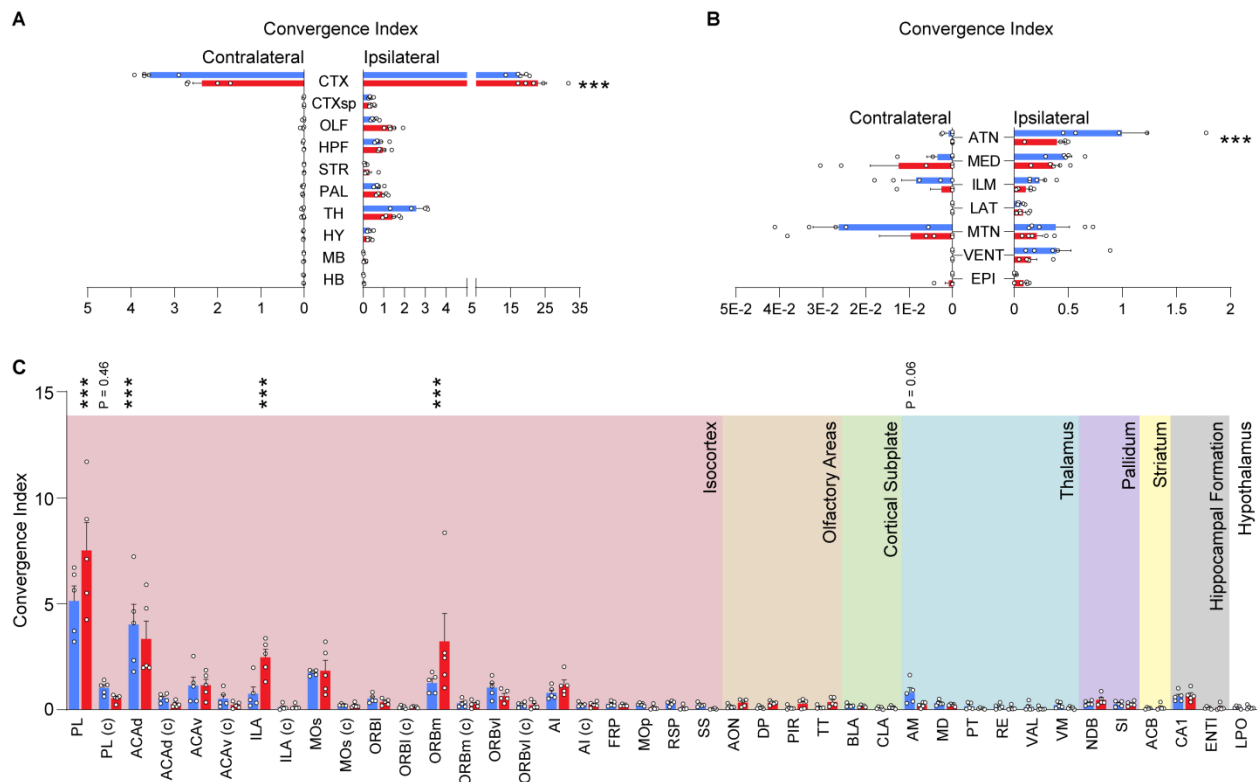 A
Convergence Index
Contralateral Ipsilateral
CTX
***
CTXsp
OLF
HPF
STR
PAL
TH
HY
MB
HB
5 4 3 2 1 0 0 1 2 3 4 5 15 25 35
B
Convergence Index
Contralateral Ipsilateral
ATN
***
MED
ILM
LAT
MTN
VENT
EPI
5E-2 4E-2 3E-2 2E-2 1E-2 0 0 0.5 1 1.5 2
C
Convergence Index
15
10
5
0
***
P = 0.46
***
***
***
P = 0.06
Isocortex
Olfactory Areas
Cortical Subplate
Thalamus
Pallidum
Striatum
Hippocampal Formation
Hypothalamus
PL
PL (c)
ACAd
ACAd (c)
ACAv
ACAv (c)
ILA
ILA (c)
MOs
MOs (c)
ORBl
ORBl (c)
ORBm
ORBm (c)
ORBvl
ORBvl (c)
AI
AI (c)
FRP
MOp
RSP
SS
AON
DP
PIR
TT
BLA
CLA
AM
MD
PT
RE
VAL
VM
NDB
SI
ACB
CA1
ENTl
LPO